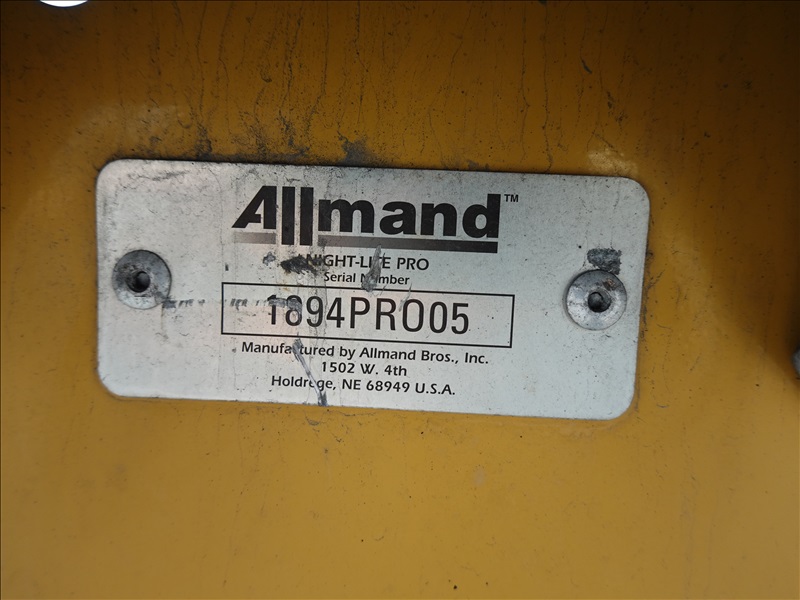 Allmand™
NIGHT-LITE PRO
Serial Number
1894PRO05
Manufactured by Allmand Bros., Inc.
1502 W. 4th
Holdrege, NE 68949 U.S.A.